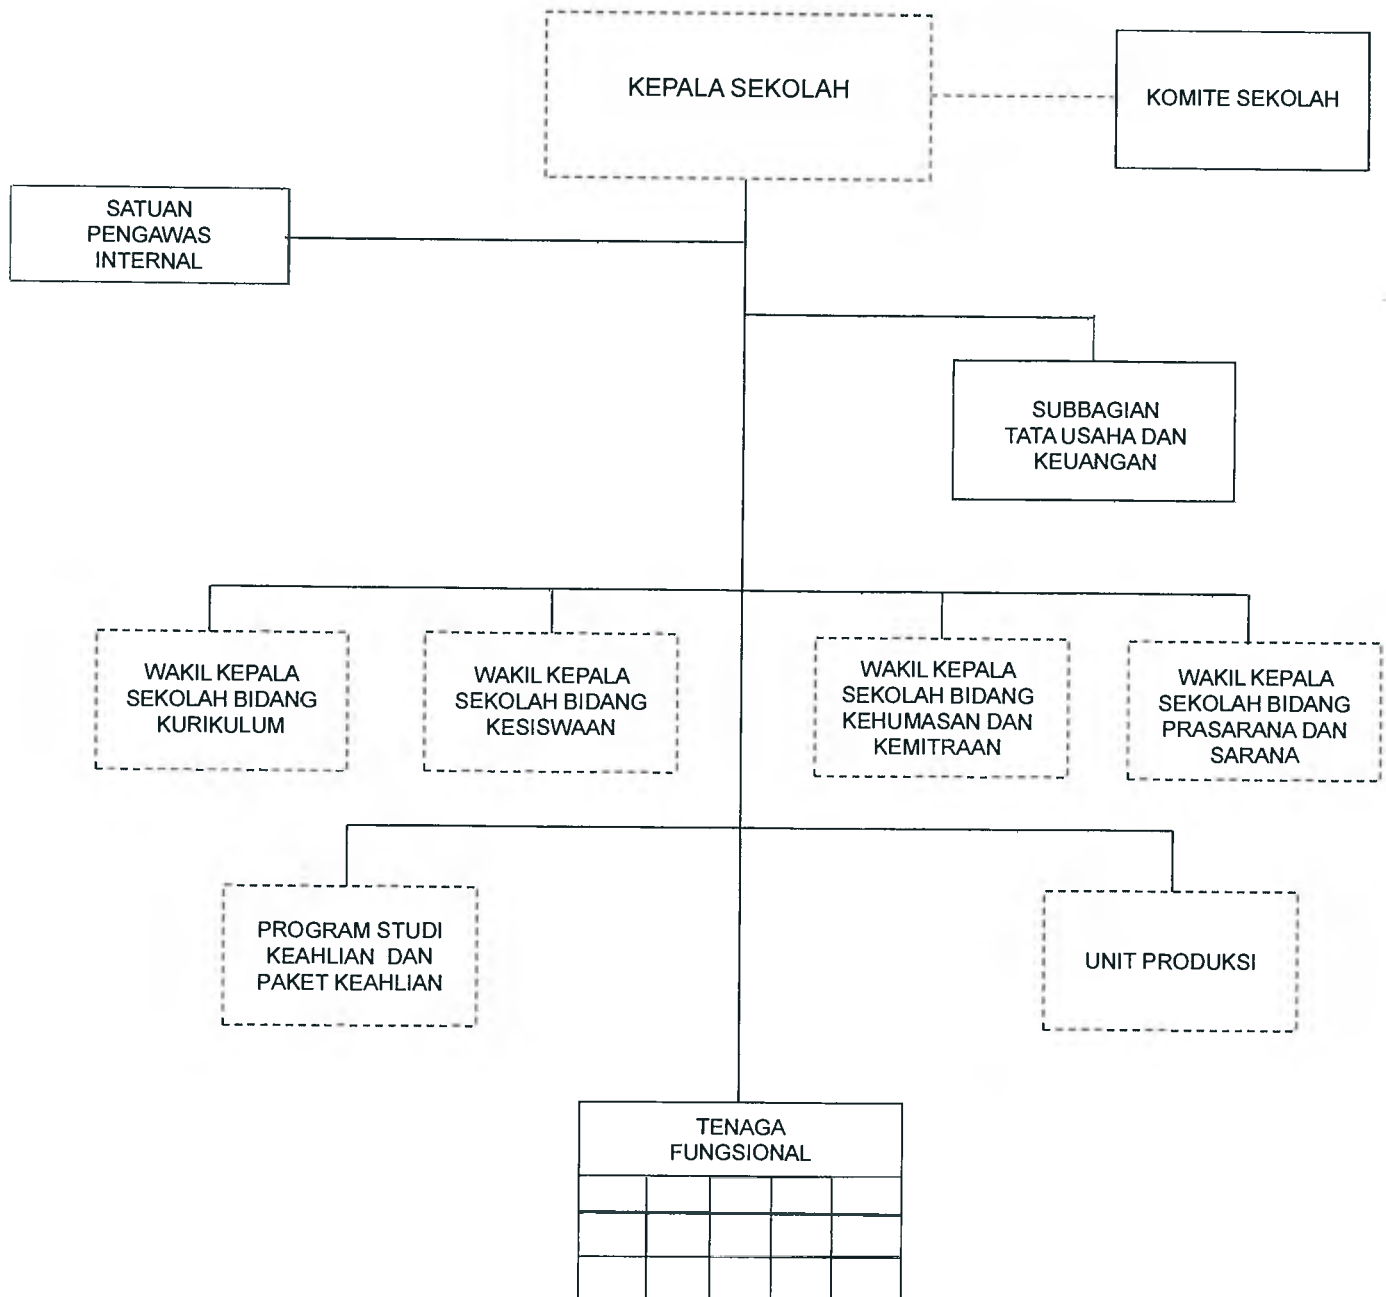 KEPALA SEKOLAH
KOMITE SEKOLAH
SATUAN
PENGAWAS
INTERNAL
SUBBAGIAN
TATA USAHA DAN
KEUANGAN
WAKIL KEPALA
SEKOLAH BIDANG
KURIKULUM
WAKIL KEPALA
SEKOLAH BIDANG
KESISWAAN
WAKIL KEPALA
SEKOLAH BIDANG
KEHUMASAN DAN
KEMITRAAN
WAKIL KEPALA
SEKOLAH BIDANG
PRASARANA DAN
SARANA
PROGRAM STUDI
KEAHLIAN DAN
PAKET KEAHLIAN
UNIT PRODUKSI
TENAGA
FUNGSIONAL